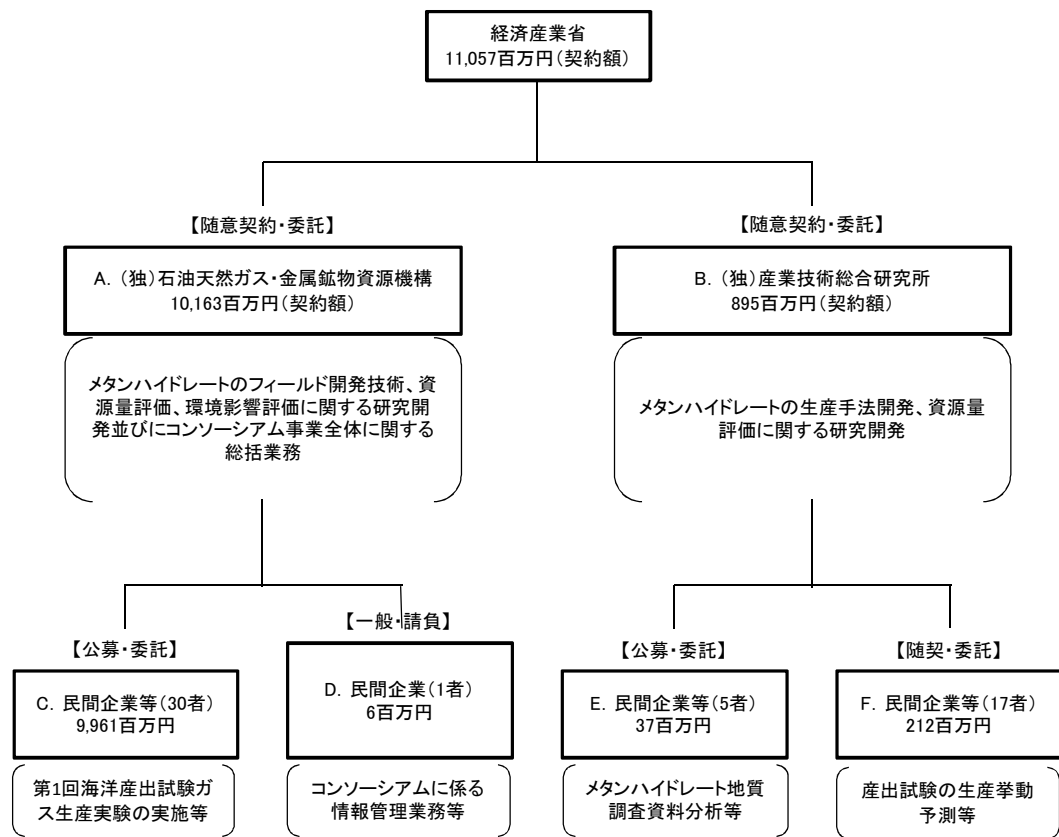 経済産業省
11,057百万円(契約額)
【随意契約・委託】
A. (独)石油天然ガス・金属鉱物資源機構
10,163百万円(契約額)
メタンハイドレートのフィールド開発技術、資
源量評価、環境影響評価に関する研究開
発並びにコンソーシアム事業全体に関する
総括業務
【随意契約・委託】
B. (独)産業技術総合研究所
895百万円(契約額)
メタンハイドレートの生産手法開発、資源量
評価に関する研究開発
【公募・委託】
C. 民間企業等(30者)
9,961百万円
第1回海洋産出試験ガ
ス生産実験の実施等
【一般・請負】
D. 民間企業(1者)
6百万円
コンソーシアムに係る
情報管理業務等
【公募・委託】
E. 民間企業等(5者)
37百万円
メタンハイドレート地質
調査資料分析等
【随契・委託】
F. 民間企業等(17者)
212百万円
産出試験の生産挙動
予測等